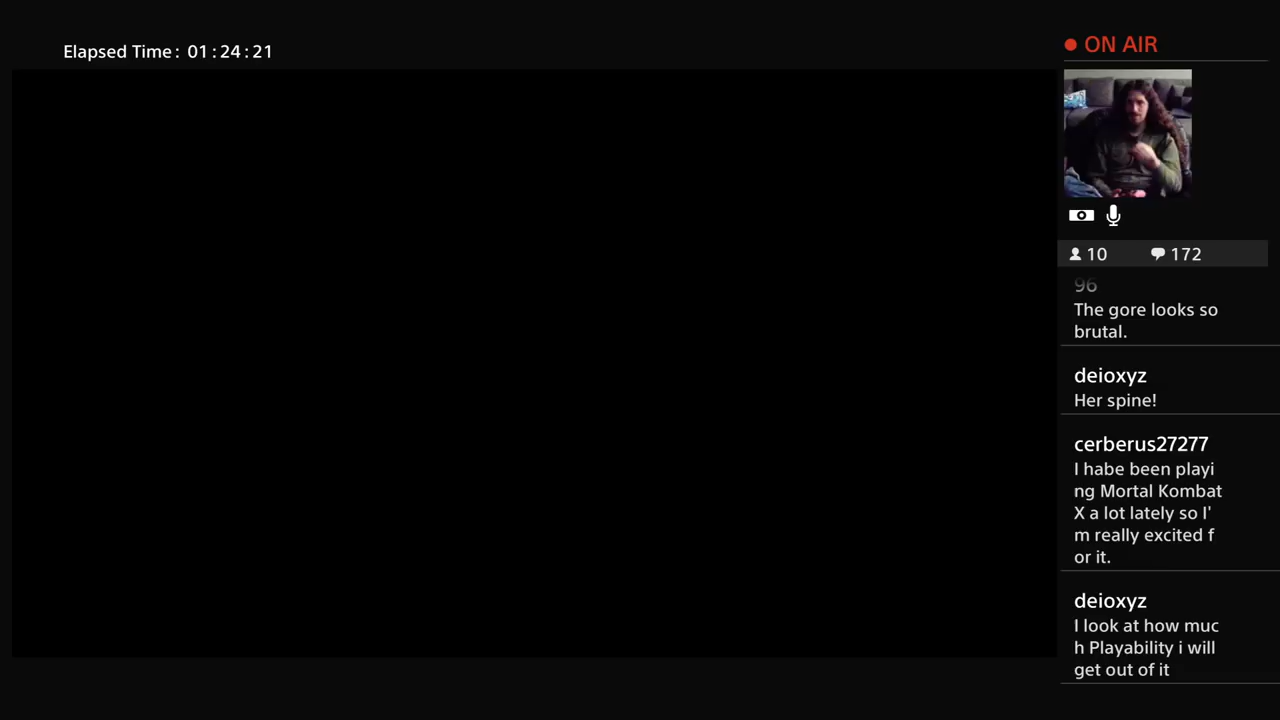 Elapsed Time: 01:24:21
ON AIR
10
172
96
The gore looks so
brutal.
deioxyz
Her spine!
cerberus27277
I habe been playi
ng Mortal Kombat
X a lot lately so I'
m really excited f
or it.
deioxyz
I look at how muc
h Playability i will
get out of it